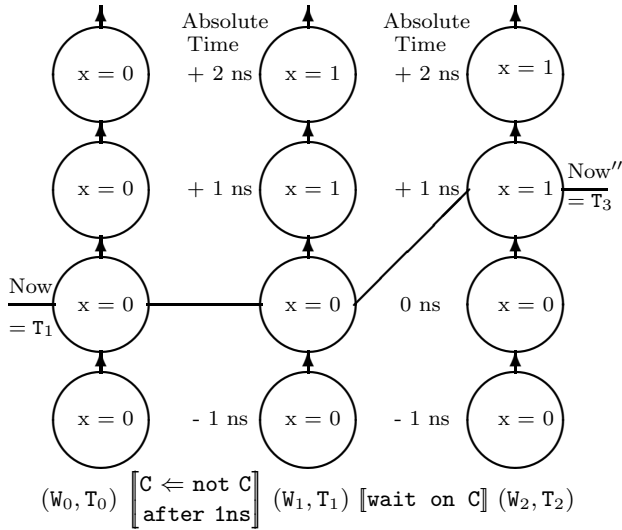 Absolute Time Absolute Time
x = 0 + 2 ns x = 1 + 2 ns x = 1
x = 0 + 1 ns x = 1 + 1 ns x = 1 Now′′ = T₃
Now = T₁ x = 0 x = 0 0 ns x = 0
x = 0 - 1 ns x = 0 - 1 ns x = 0
(W₀, T₀) ⟦C ⇐ not C after 1ns⟧ (W₁, T₁) ⟦wait on C⟧ (W₂, T₂)